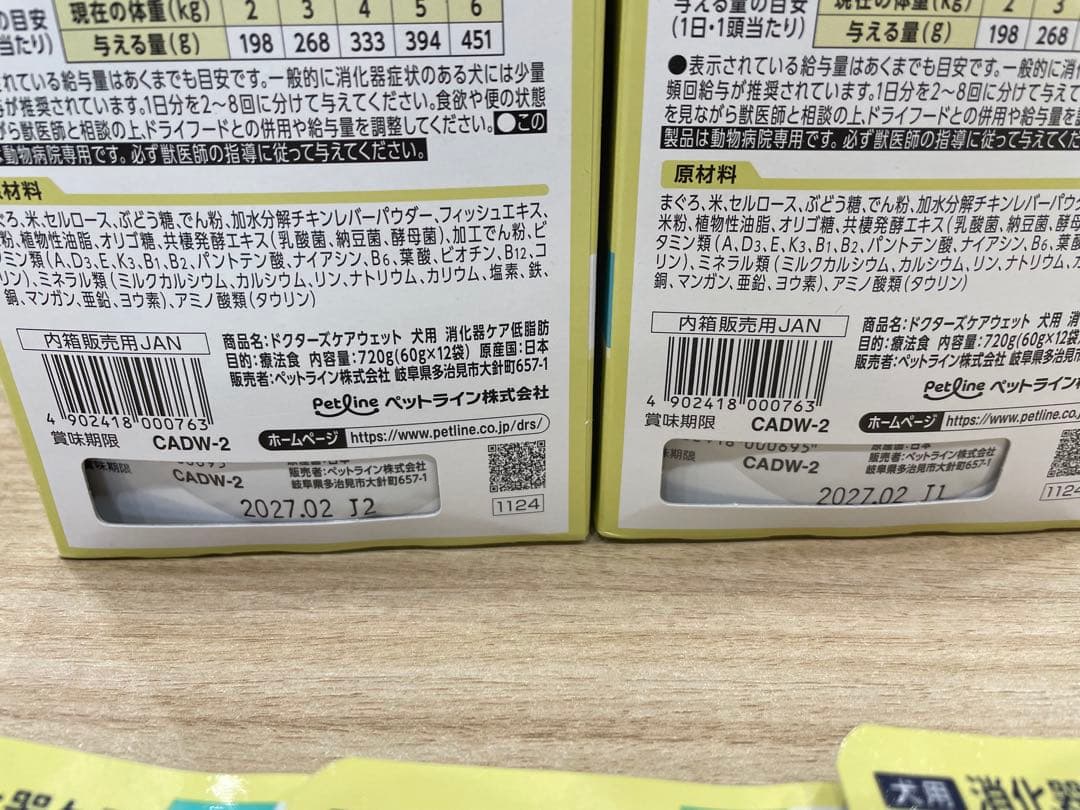 の目安
当たり)
現在の体重(kg) 2 3 4 5 6
与える量(g) 198 268 333 394 451
されている給与量はあくまでも目安です。一般的に消化器症状のある犬には少量
が推奨されています。1日分を2〜8回に分けて与えてください。食欲や便の状態
がら獣医師と相談の上、ドライフードとの併用や給与量を調整してください。●この
は動物病院専用です。必ず獣医師の指導に従って与えてください。
原材料
まぐろ、米、セルロース、ぶどう糖、でん粉、加水分解チキンレバーパウダー、フィッシュエキス、
粉、植物性油脂、オリゴ糖、共棲発酵エキス(乳酸菌、納豆菌、酵母菌)、加工でん粉、ビ
ミン類(A、D3、E、K3、B1、B2、パントテン酸、ナイアシン、B6、葉酸、ビオチン、B12、コ
リン)、ミネラル類(ミルクカルシウム、カルシウム、リン、ナトリウム、カリウム、塩素、鉄、
銅、マンガン、亜鉛、ヨウ素)、アミノ酸類(タウリン)
内箱販売用JAN
4 902418 000763
賞味期限 CADW-2
商品名:ドクターズケアウェット 犬用 消化器ケア低脂肪
目的:療法食 内容量:720g(60g×12袋) 原産国:日本
販売者:ペットライン株式会社 岐阜県多治見市大針町657-1
Petline ペットライン株式会社
ホームページ https://www.petline.co.jp/drs/
賞味期限
CADW-2
販売者:ペットライン株式会社
岐阜県多治見市大針町657-1
2027.02 J2
1124
与える量の目安
(1日・1頭当たり)
現在の体重(kg) 2 3
与える量(g) 198 268
●表示されている給与量はあくまでも目安です。一般的に消
頻回給与が推奨されています。1日分を2〜8回に分けて与
を見ながら獣医師と相談の上、ドライフードとの併用や給与量を
製品は動物病院専用です。必ず獣医師の指導に従って与えてくだ
原材料
まぐろ、米、セルロース、ぶどう糖、でん粉、加水分解チキンレバーパウ
米粉、植物性油脂、オリゴ糖、共棲発酵エキス(乳酸菌、納豆菌、酵
タミン類(A、D3、E、K3、B1、B2、パントテン酸、ナイアシン、B6、葉酸
リン)、ミネラル類(ミルクカルシウム、カルシウム、リン、ナトリウム、カ
銅、マンガン、亜鉛、ヨウ素)、アミノ酸類(タウリン)
内箱販売用JAN
4 902418 000763
賞味期限 CADW-2
商品名:ドクターズケアウェット 犬用 消
目的:療法食 内容量:720g(60g×12袋)
販売者:ペットライン株式会社 岐阜県多治
Petline ペットライン
ホームページ https://www.petline.co
味期限
000695
CADW-2
販売者:ペットライン株式会社
岐阜県多治見市大針町657-1
2027.02 J1
1124
犬用 消化器